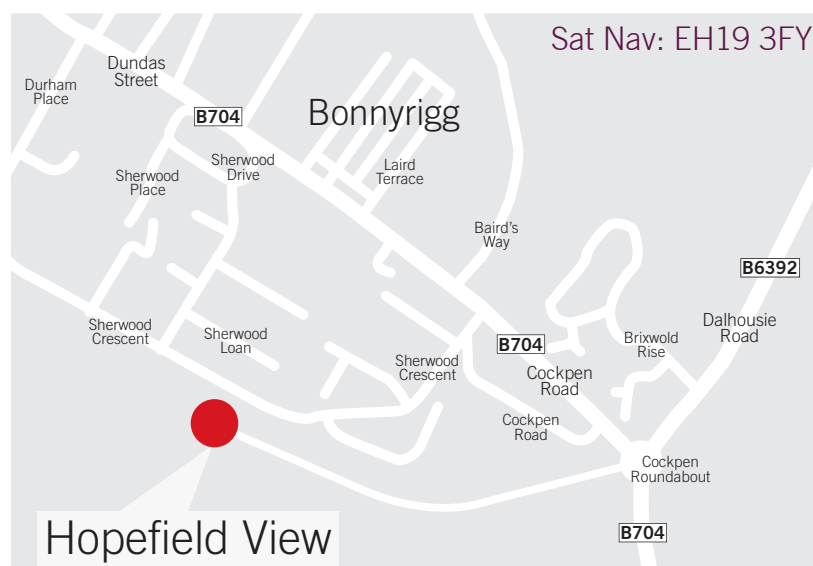 Sat Nav: EH19 3FY
Dundas
Street
Durham
Place
B704
Bonnyrigg
Sherwood
Drive
Sherwood
Place
Laird
Terrace
Baird's
Way
B6392
Dalhousie
Road
Sherwood
Crescent
Sherwood
Loan
B704
Brixwold
Rise
Sherwood
Crescent
Cockpen
Road
Cockpen
Road
Cockpen
Roundabout
Hopefield View
B704